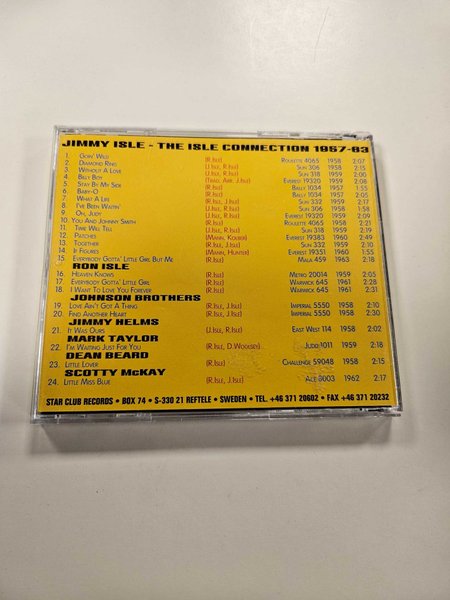 JIMMY ISLE - THE ISLE CONNECTION 1957-63
1. Goin' Wild (R.Isle) Roulette 4065 1958 2:07
2. Diamond Ring (J.Isle, R.Isle) Sun 306 1958 2:15
3. Without A Love (J.Isle, R.Isle) Sun 318 1959 2:00
4. Billy Boy (Trad. Arr. J.Isle) Everest 19320 1959 2:08
5. Stay By My Side (R.Isle) Bally 1034 1957 1:55
6. Baby-O (R.Isle) Bally 1034 1957 2:05
7. What A Life (R.Isle, J.Isle) Sun 332 1959 2:17
8. I've Been Waitin' (J.Isle, R.Isle) Sun 306 1958 1:58
9. Oh, Judy (J.Isle, R.Isle) Everest 19320 1959 2:09
10. You And Johnny Smith (R.Isle) Roulette 4065 1958 2:21
11. Time Will Tell (J.Isle, R.Isle) Sun 318 1959 2:19
12. Patches (Mann, Kolber) Everest 19383 1960 2:49
13. Together (R.Isle, J.Isle) Sun 332 1959 2:10
14. It Figures (Mann, Hunter) Everest 19351 1960 1:55
15. Everybody Gotta' Little Girl But Me (R.Isle) Mala 459 1963 2:18
RON ISLE
16. Heaven Knows (R.Isle) Metro 20014 1959 2:05
17. Everybody Gotta' Little Girl (R.Isle) Warwick 645 1961 2:28
18. I Want To Love You Forever (R.Isle) Warwick 645 1961 2:31
JOHNSON BROTHERS
19. Love Ain't Got A Thing (R.Isle, J.Isle) Imperial 5550 1958 2:10
20. Find Another Heart (R.Isle, J.Isle) Imperial 5550 1958 2:30
JIMMY HELMS
21. It Was Ours (J.Isle, R.Isle) East West 114 1958 2:02
MARK TAYLOR
22. I'm Waiting Just For You (R.Isle, D.Woolsey) Judd 1011 1959 2:18
DEAN BEARD
23. Little Lover (R.Isle) Challenge 59048 1958 2:15
SCOTTY McKAY
24. Little Miss Blue (R.Isle, J.Isle) Ace 8003 1962 2:17
STAR CLUB RECORDS • BOX 74 • S-330 21 REFTELE • SWEDEN • TEL. +46 371 20602 • FAX +46 371 20232